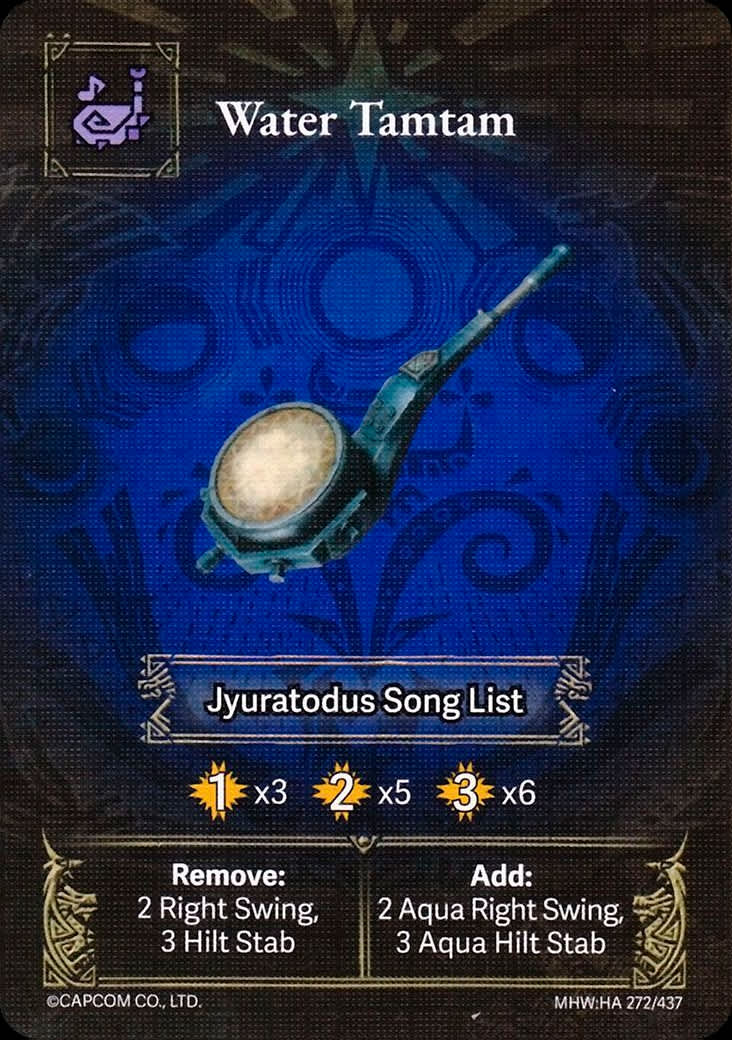 Water Tamtam
Jyuratodus Song List
1 x3 2 x5 3 x6
Remove:
2 Right Swing,
3 Hilt Stab
Add:
2 Aqua Right Swing,
3 Aqua Hilt Stab
©CAPCOM CO., LTD.
MHW:HA 272/437